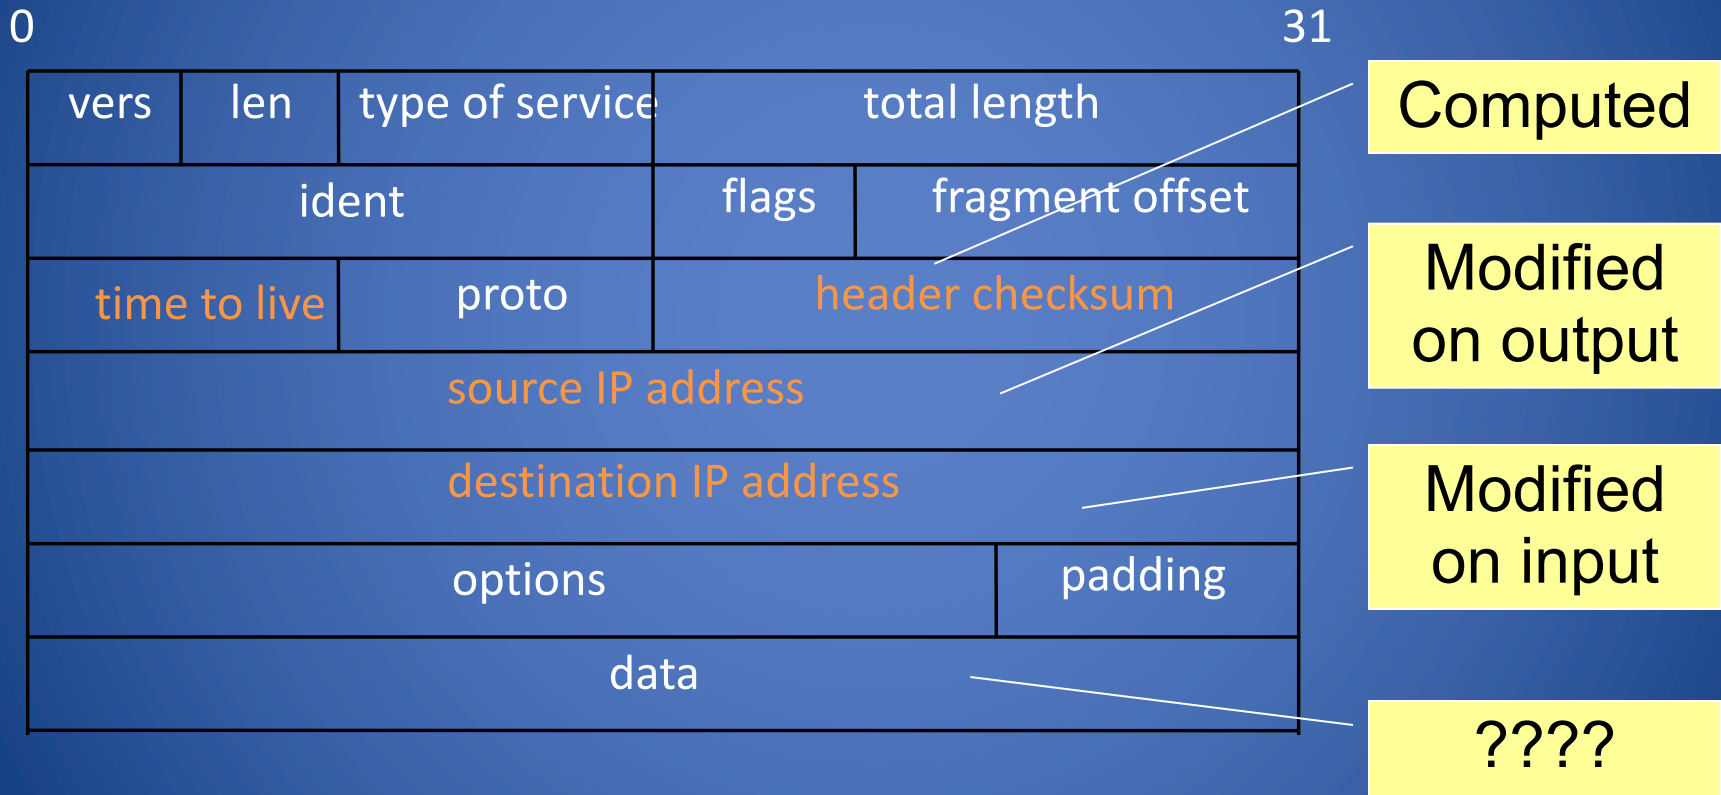 0 31
vers len type of service total length
ident flags fragment offset
time to live proto header checksum
source IP address
destination IP address
options padding
data
Computed
Modified
on output
Modified
on input
????